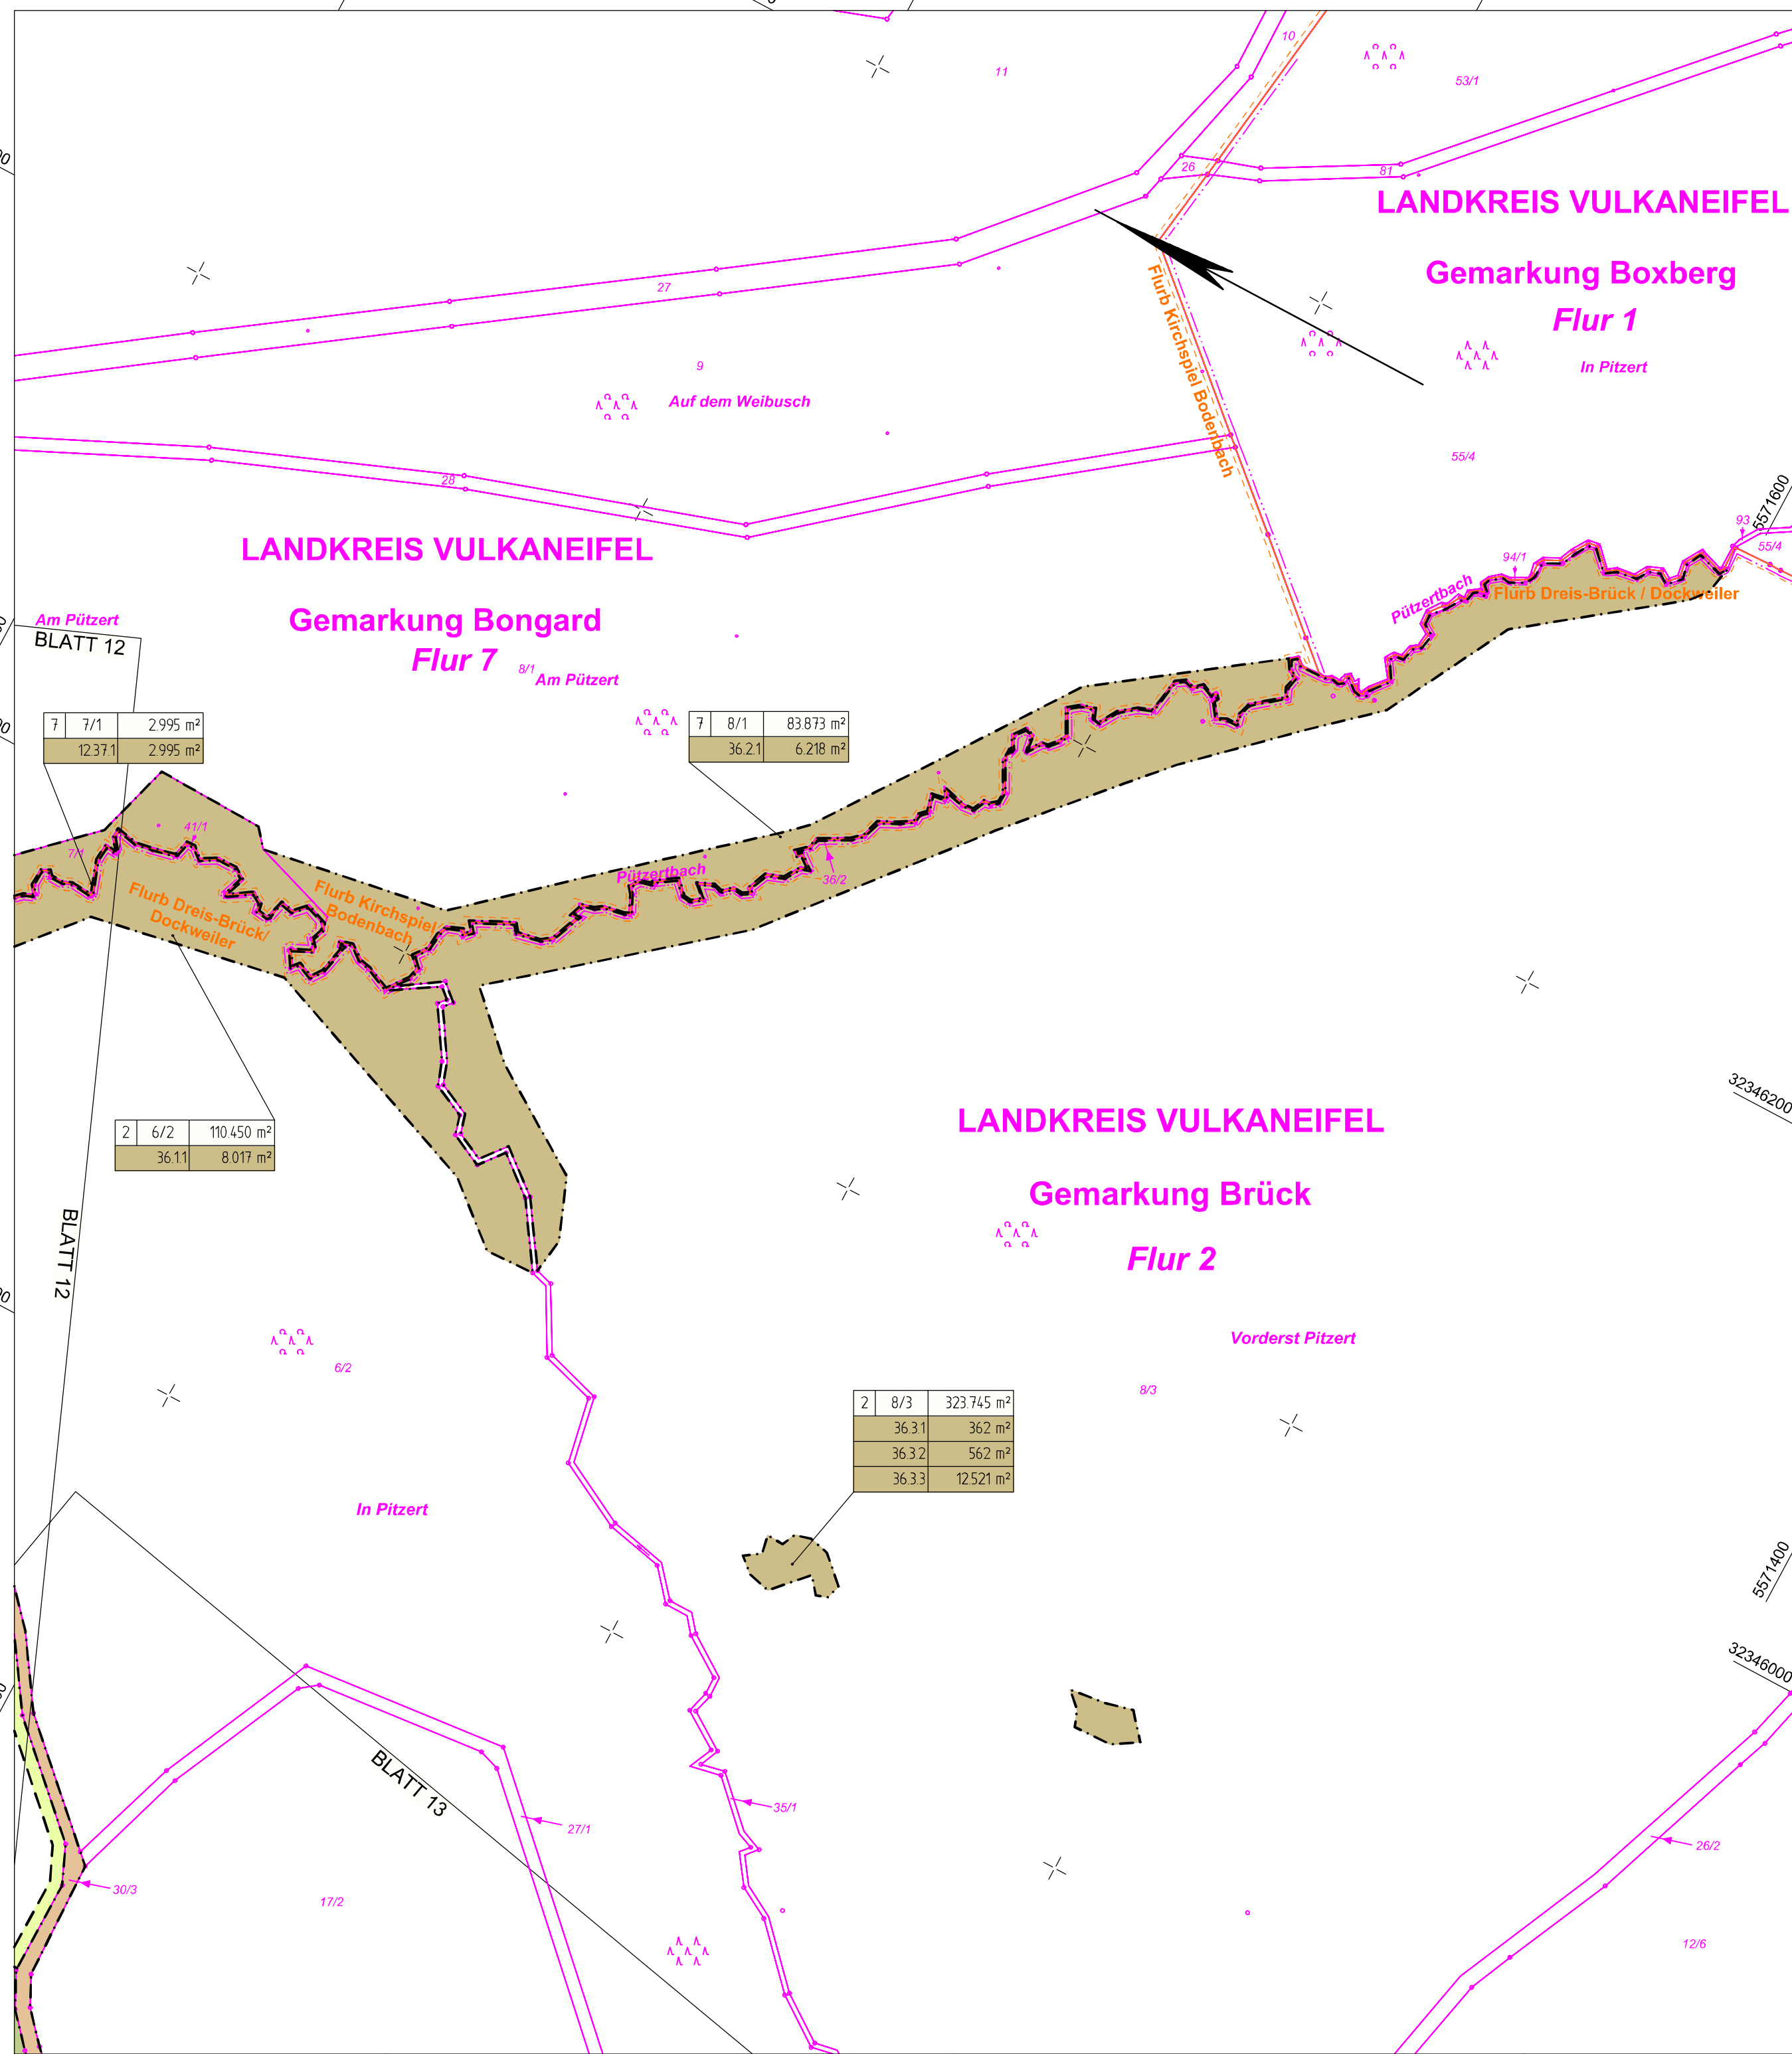 10
11
53/1
26
81
LANDKREIS VULKANEIFEL
Gemarkung Boxberg
Flur 1
In Pitzert
Flurb Kirchspiel Bodenbach
27
9
Auf dem Weibusch
55/4
28
5571600
93
55/4
94/1
LANDKREIS VULKANEIFEL
Gemarkung Bongard
Flur 7
8/1
Am Pützert
Am Pützert
BLATT 12
Pützertbach
Flurb Dreis-Brück / Dockweiler
7 7/1 2.995 m²
12.37.1 2.995 m²
7 8/1 83.873 m²
36.2.1 6.218 m²
41/1
7/1
Pützertbach
36/2
Flurb Dreis-Brück/
Dockweiler
Flurb Kirchspiel/
Bodenbach
2 6/2 110.450 m²
36.1.1 8.017 m²
32346200
LANDKREIS VULKANEIFEL
Gemarkung Brück
Flur 2
BLATT 12
Vorderst Pitzert
6/2
8/3
2 8/3 323.745 m²
36.3.1 362 m²
36.3.2 562 m²
36.3.3 12.521 m²
In Pitzert
5571400
32346000
BLATT 13
35/1
27/1
26/2
30/3
17/2
12/6